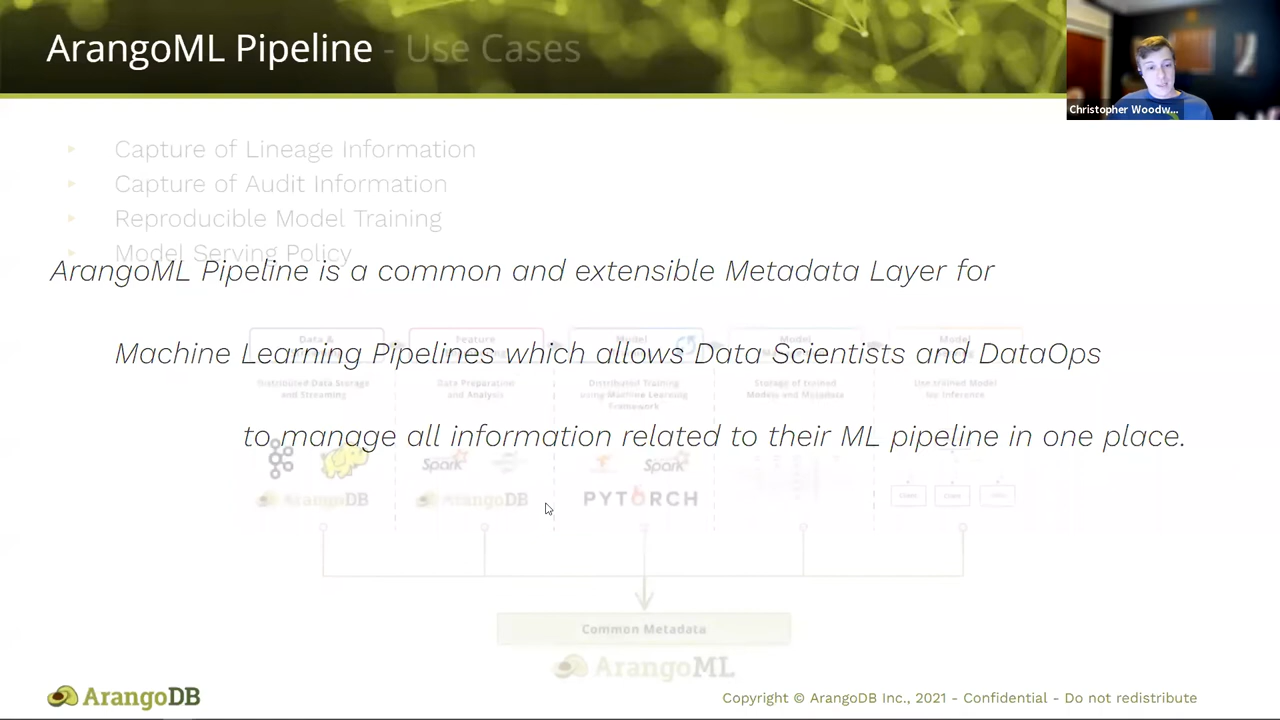 ArangoML Pipeline - Use Cases
Christopher Woodw...
Capture of Lineage Information
Capture of Audit Information
Reproducible Model Training
Model Serving Policy
ArangoML Pipeline is a common and extensible Metadata Layer for
Machine Learning Pipelines which allows Data Scientists and DataOps
to manage all information related to their ML pipeline in one place.
Data &
Feature
Model
Model
Model
Distributed Data Storage
and Streaming
Data Preparation
and Analysis
Distributed Training
using Machine Learning
Framework
Storage of trained
Models and Metadata
Use trained Model
for Inference
Spark
Spark
ArangoDB
ArangoDB
PYTORCH
Common Metadata
ArangoML
ArangoDB
Copyright © ArangoDB Inc., 2021 - Confidential - Do not redistribute